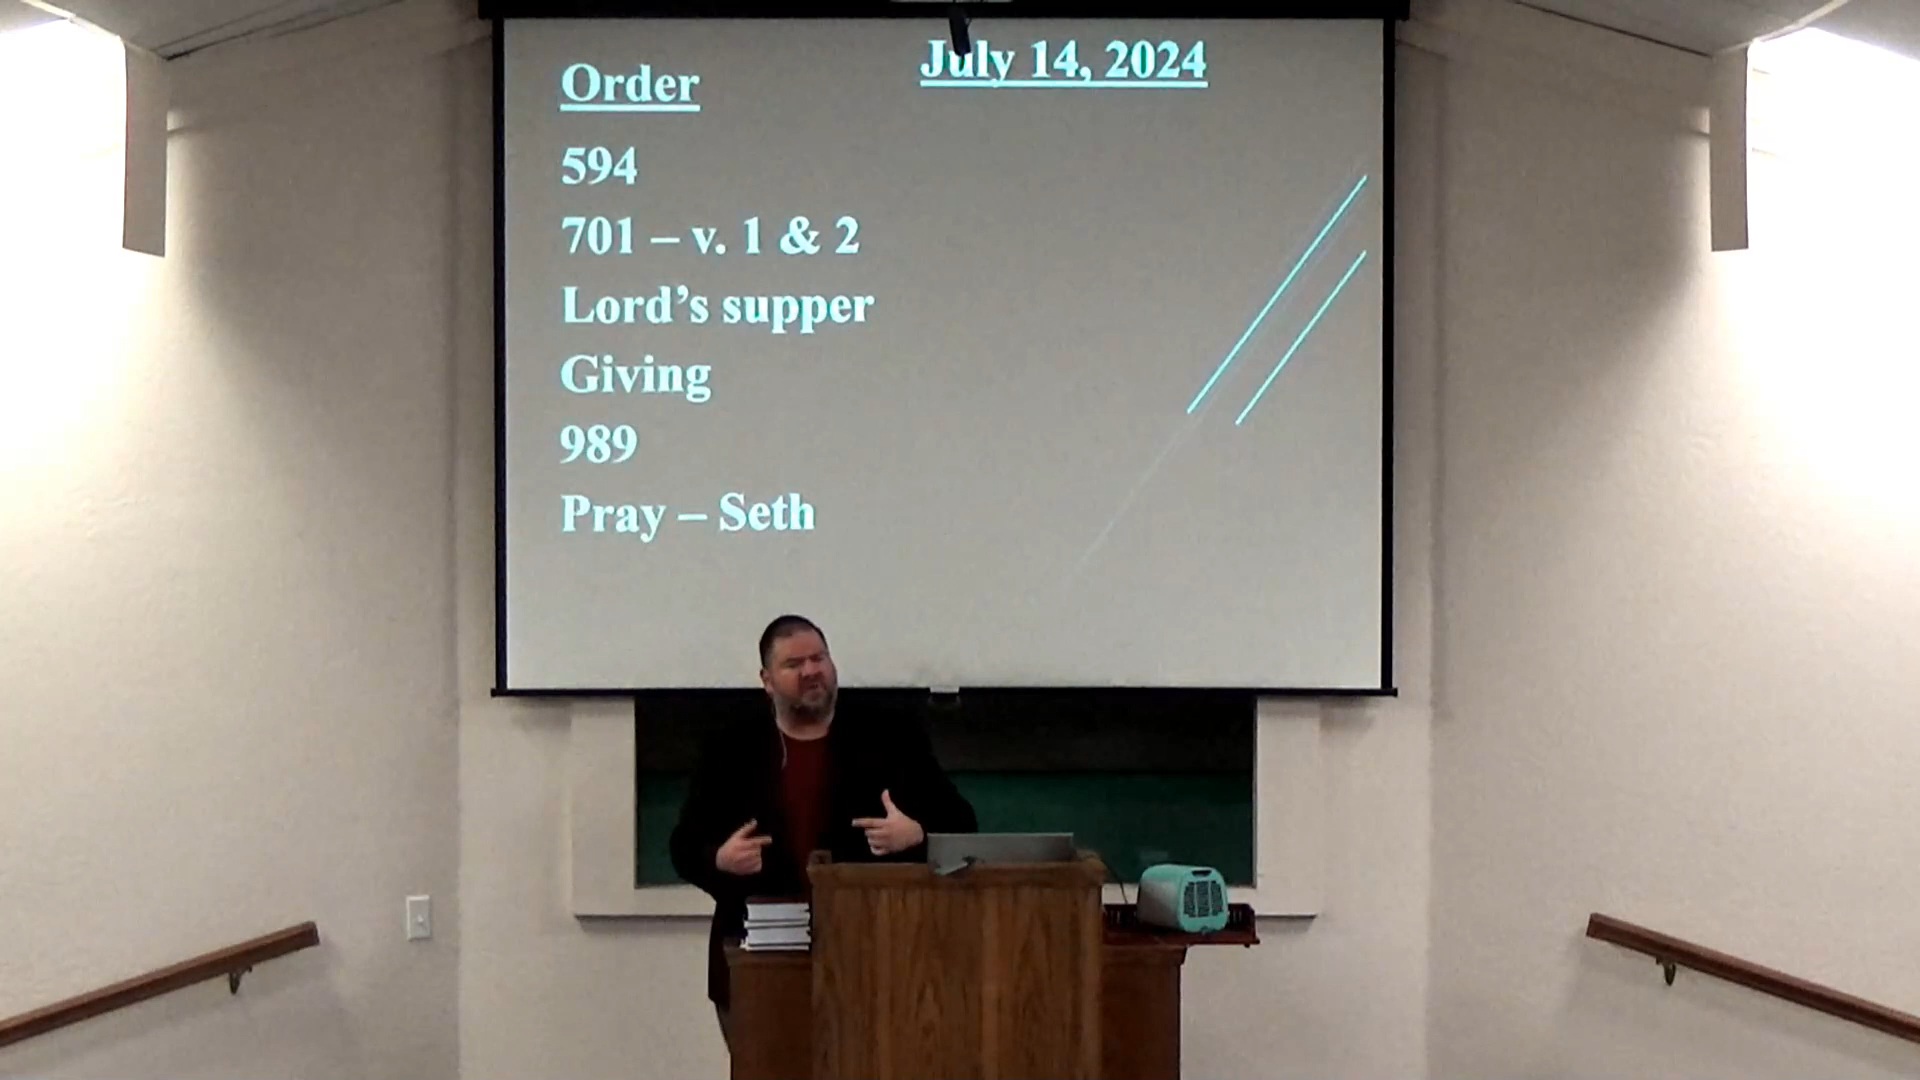 July 14, 2024
Order
594
701 – v. 1 & 2
Lord’s supper
Giving
989
Pray – Seth